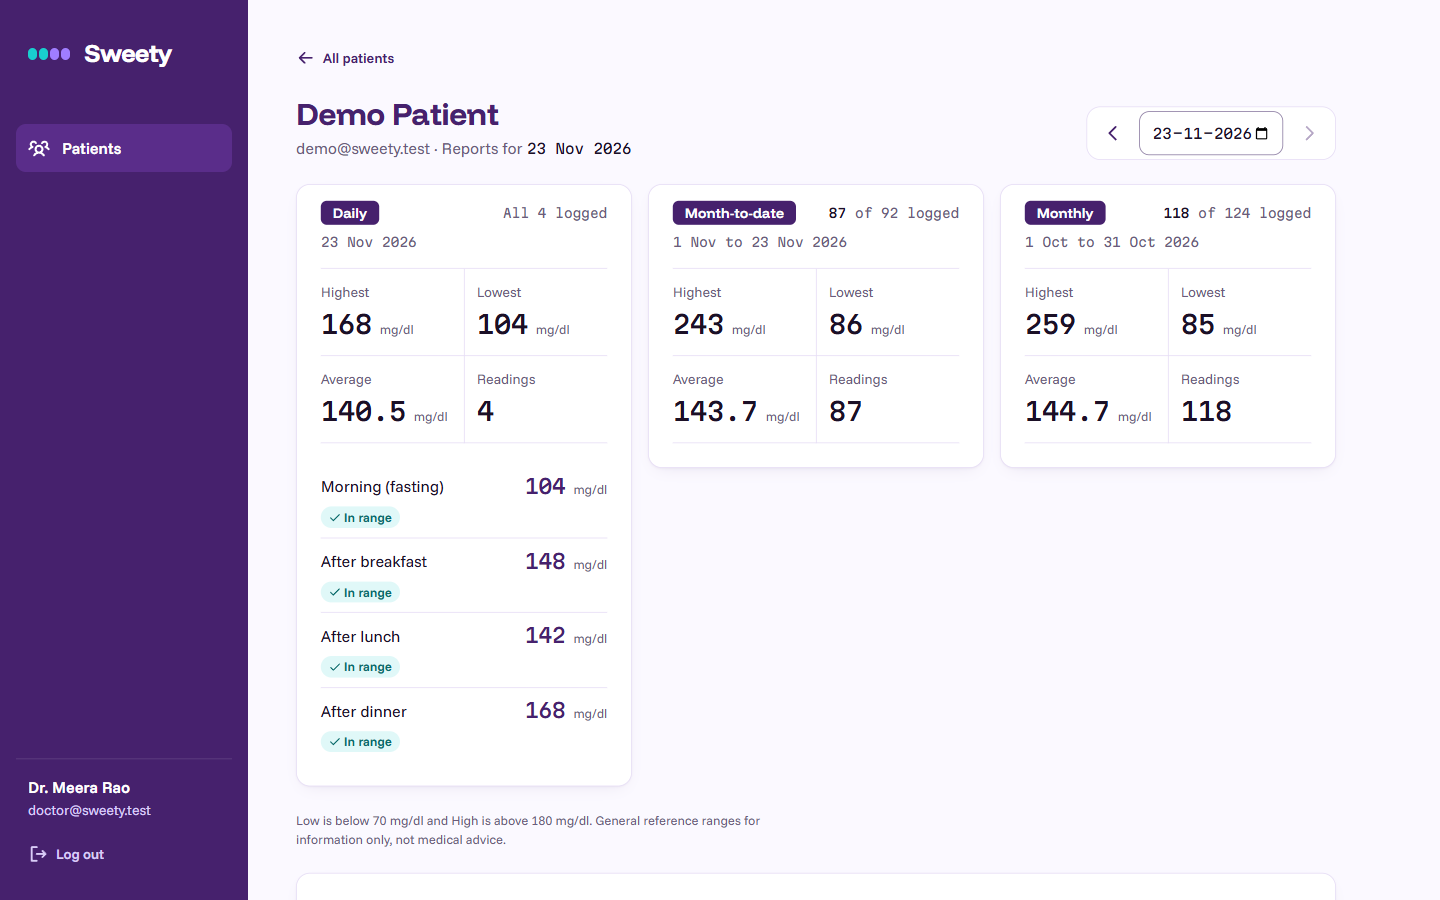 Sweety
Patients
Dr. Meera Rao
doctor@sweety.test
Log out
All patients
Demo Patient
demo@sweety.test · Reports for 23 Nov 2026
23-11-2026
Daily
All 4 logged
23 Nov 2026
Highest
168 mg/dl
Lowest
104 mg/dl
Average
140.5 mg/dl
Readings
4
Morning (fasting)
104 mg/dl
In range
After breakfast
148 mg/dl
In range
After lunch
142 mg/dl
In range
After dinner
168 mg/dl
In range
Month-to-date
87 of 92 logged
1 Nov to 23 Nov 2026
Highest
243 mg/dl
Lowest
86 mg/dl
Average
143.7 mg/dl
Readings
87
Monthly
118 of 124 logged
1 Oct to 31 Oct 2026
Highest
259 mg/dl
Lowest
85 mg/dl
Average
144.7 mg/dl
Readings
118
Low is below 70 mg/dl and High is above 180 mg/dl. General reference ranges for
information only, not medical advice.